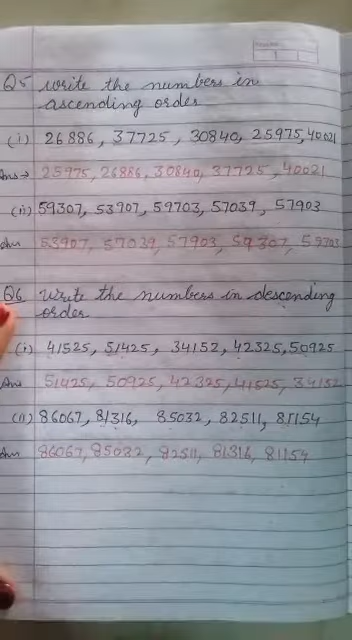 Q5 write the numbers in
ascending order
(i) 26886, 37725, 30840, 25975, 40021
Ans→ 25975, 26886, 30840, 37725, 40021
(ii) 59307, 53907, 59703, 57039, 57903
Ans 53907, 57039, 57903, 59307, 59703
Q6 Write the numbers in descending
order
(i) 41525, 51425, 34152, 42325, 50925
Ans 51425, 50925, 42325, 41525, 34152
(ii) 86067, 81316, 85032, 82511, 81154
Ans 86067, 85032, 82511, 81316, 81154